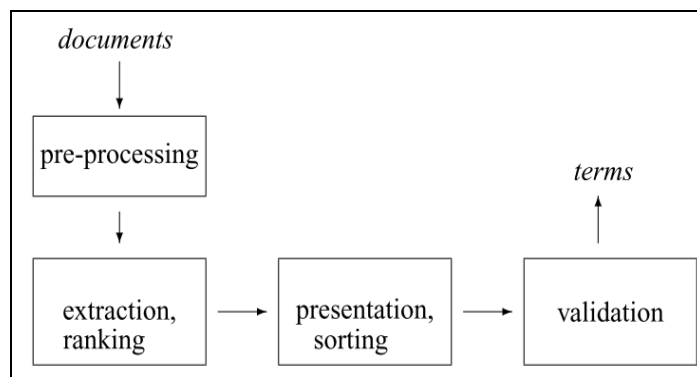 documents
pre-processing
extraction,
ranking
presentation,
sorting
validation
terms